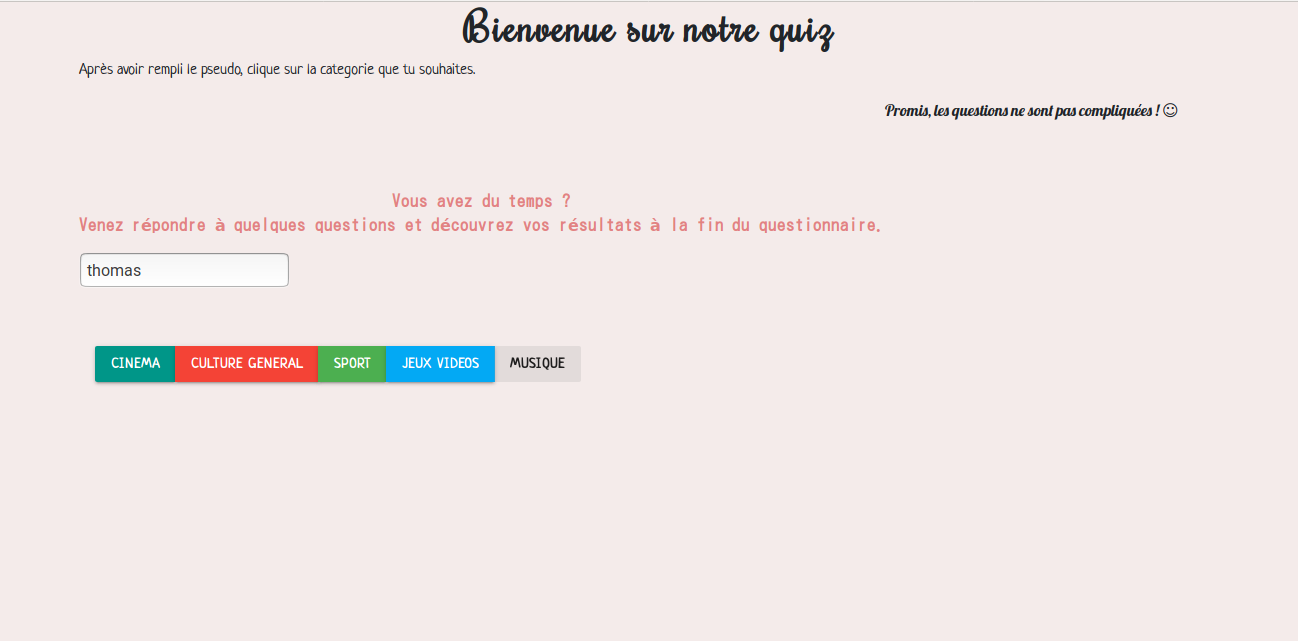 Bienvenue sur notre quiz
Après avoir rempli le pseudo, clique sur la categorie que tu souhaites.
Promis, les questions ne sont pas compliquées ! ☺
Vous avez du temps ?
Venez répondre à quelques questions et découvrez vos résultats à la fin du questionnaire.
thomas
CINEMA CULTURE GENERAL SPORT JEUX VIDEOS MUSIQUE